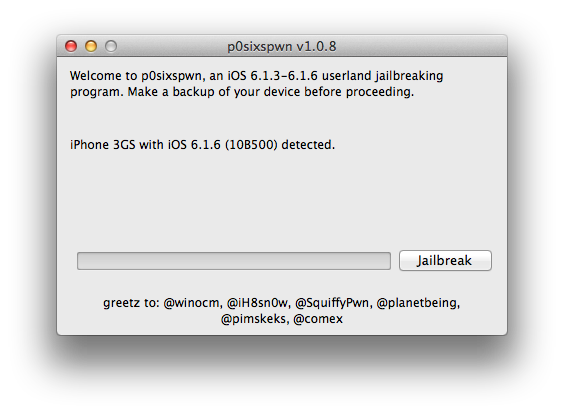 p0sixspwn v1.0.8
Welcome to p0sixspwn, an iOS 6.1.3-6.1.6 userland jailbreaking
program. Make a backup of your device before proceeding.
iPhone 3GS with iOS 6.1.6 (10B500) detected.
Jailbreak
greetz to: @winocm, @iH8sn0w, @SquiffyPwn, @planetbeing,
@pimskeks, @comex